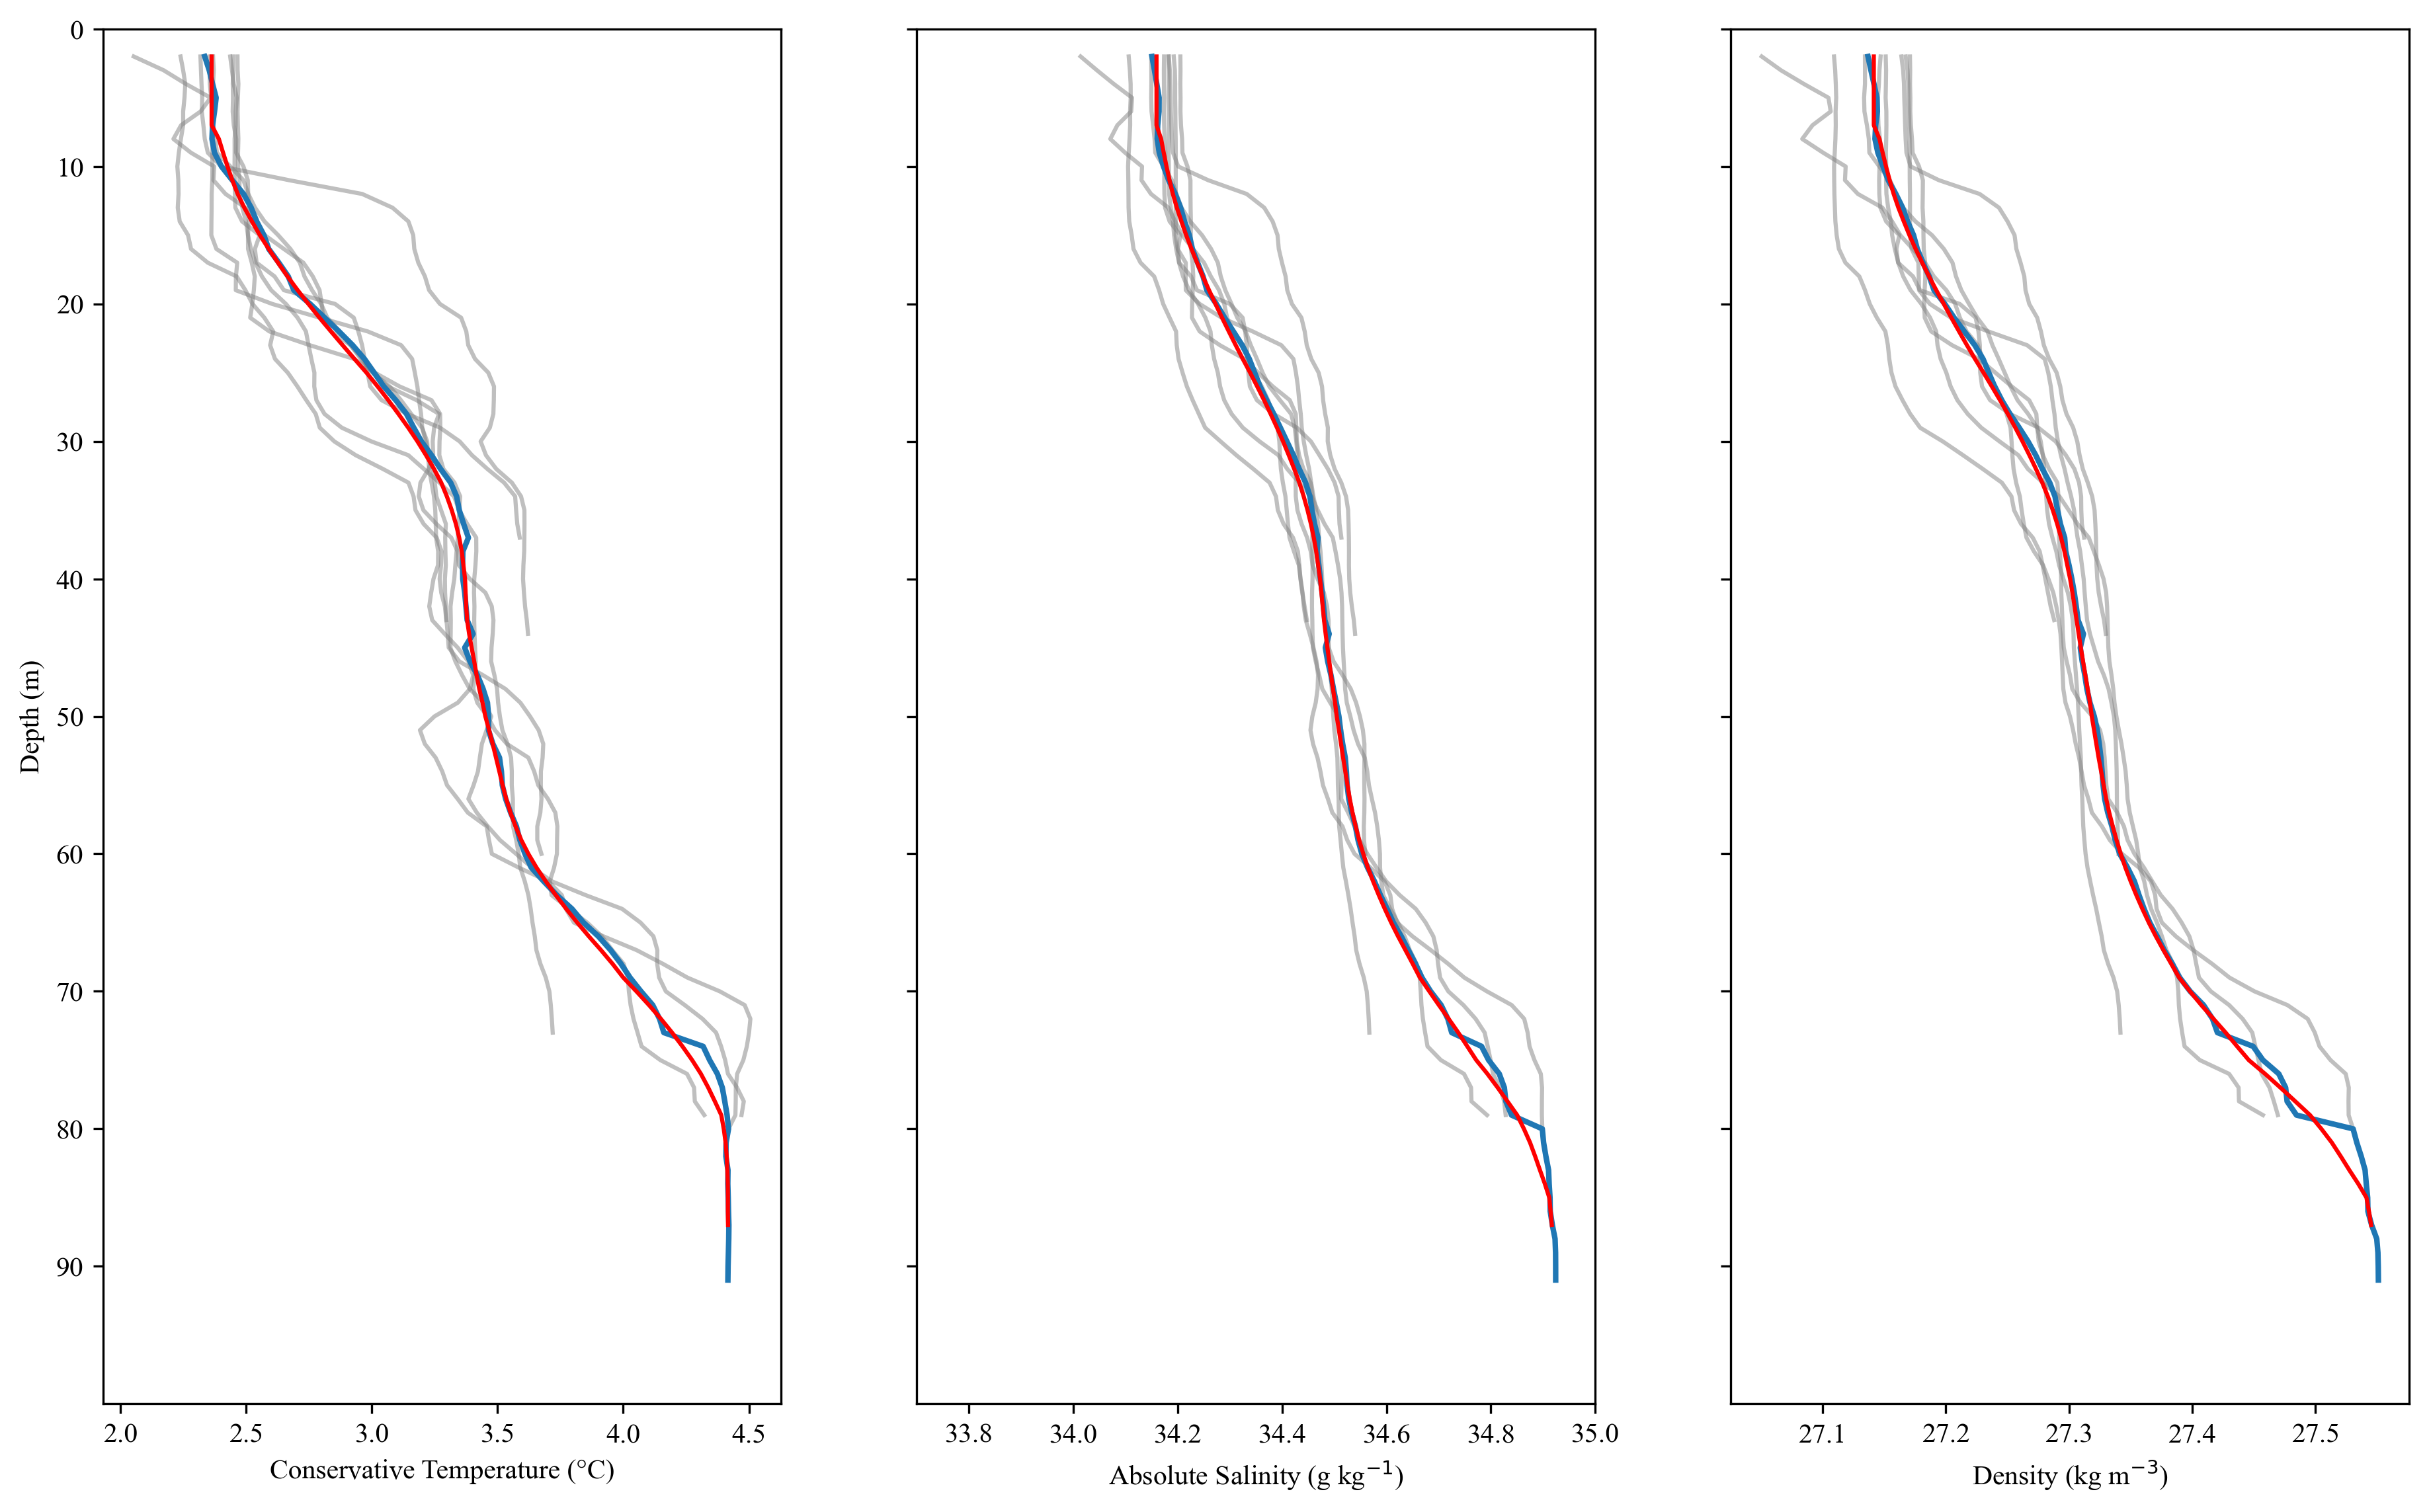 0
10
20
30
40
50
60
70
80
90
Depth (m)
2.0 2.5 3.0 3.5 4.0 4.5
Conservative Temperature (°C)
33.8 34.0 34.2 34.4 34.6 34.8 35.0
Absolute Salinity (g kg⁻¹)
27.1 27.2 27.3 27.4 27.5
Density (kg m⁻³)